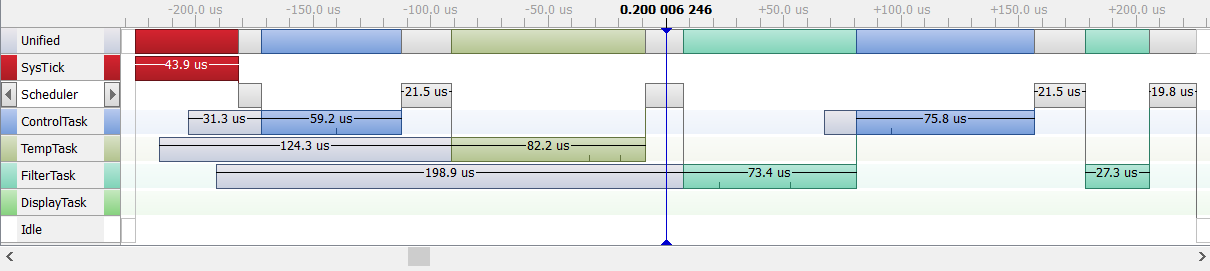 -200.0 us -150.0 us -100.0 us -50.0 us 0.200 006 246 +50.0 us +100.0 us +150.0 us +200.0 us
Unified
SysTick 43.9 us
Scheduler 21.5 us 21.5 us 19.8 us
ControlTask 31.3 us 59.2 us 75.8 us
TempTask 124.3 us 82.2 us
FilterTask 198.9 us 73.4 us 27.3 us
DisplayTask
Idle